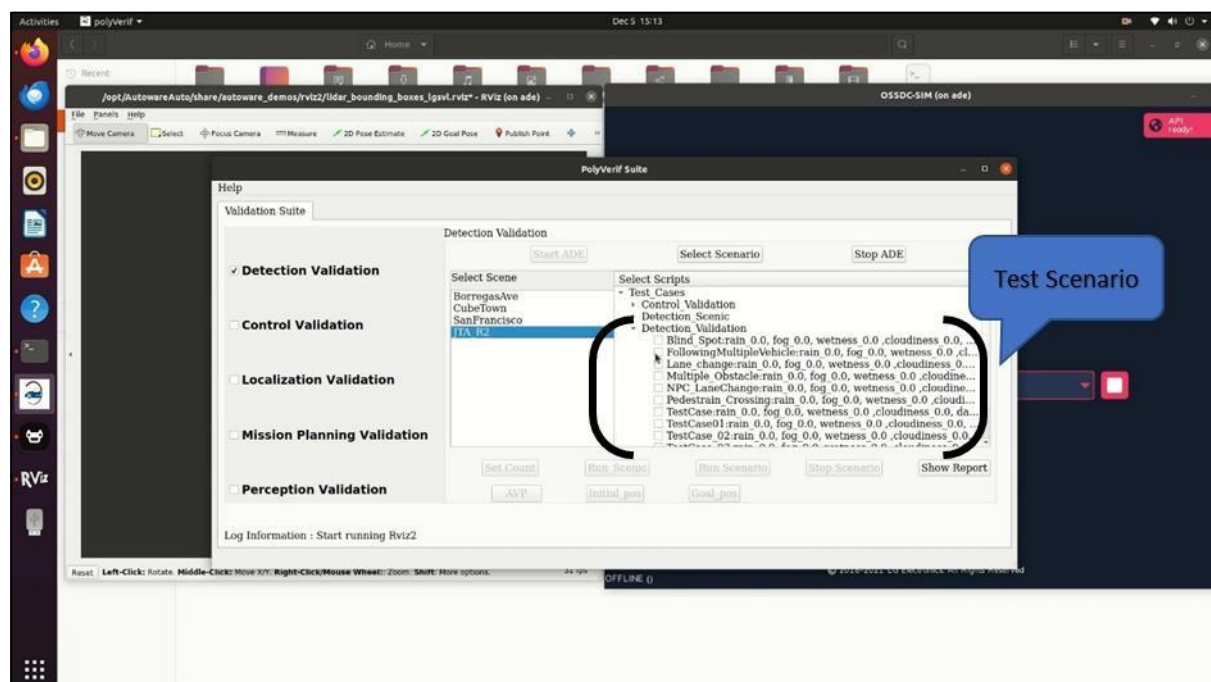 Activities
polyVerif
Dec 5 15:13
Home
Recent
/opt/AutowareAuto/share/autoware_demos/rviz2/lidar_bounding_boxes_lgsvl.rviz* - RViz (on ade)
OSSDC-SIM (on ade)
File Panels Help
Move Camera Select Focus Camera Measure 2D Pose Estimate 2D Goal Pose Publish Point
API
ready!
PolyVerif Suite
Help
Validation Suite
Detection Validation
Start ADE Select Scenario Stop ADE
Detection Validation
Control Validation
Localization Validation
Mission Planning Validation
Perception Validation
Select Scene
BorregasAve
CubeTown
SanFrancisco
JTA_R2
Select Scripts
Test_Cases
Control_Validation
Detection_Scenic
Detection_Validation
Blind_Spot:rain_0.0, fog_0.0, wetness_0.0 ,cloudiness_0.0, ...
FollowingMultipleVehicle:rain_0.0, fog_0.0, wetness_0.0 ,cl...
Lane_change:rain_0.0, fog_0.0, wetness_0.0 ,cloudiness_0....
Multiple_Obstacle:rain_0.0, fog_0.0, wetness_0.0 ,cloudine...
NPC_LaneChange:rain_0.0, fog_0.0, wetness_0.0 ,cloudine...
Pedestrain_Crossing:rain_0.0, fog_0.0, wetness_0.0 ,cloudi...
TestCase:rain_0.0, fog_0.0, wetness_0.0 ,cloudiness_0.0, da...
TestCase01:rain_0.0, fog_0.0, wetness_0.0 ,cloudiness_0.0, ...
TestCase_02:rain_0.0, fog_0.0, wetness_0.0 ,cloudiness_0.0,
Test Scenario
Set Count Run Scenic Run Scenario Stop Scenario Show Report
AVP Initial_pos Goal_pos
Log Information : Start running Rviz2
RViz
Reset Left-Click: Rotate. Middle-Click: Move X/Y. Right-Click/Mouse Wheel:: Zoom. Shift: More options. 31 fps
OFFLINE ()